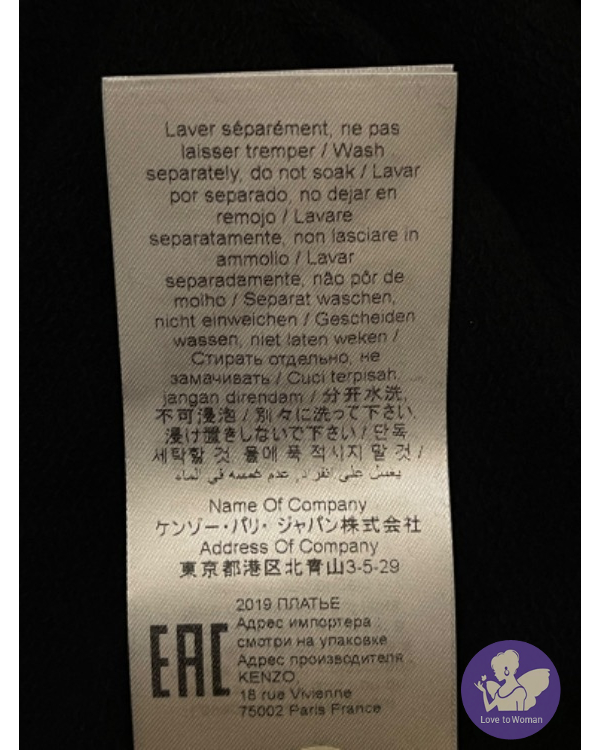 Laver séparément, ne pas
laisser tremper / Wash
separately, do not soak / Lavar
por separado, no dejar en
remojo / Lavare
separatamente, non lasciare in
ammollo / Lavar
separadamente, não pôr de
molho / Separat waschen,
nicht einweichen / Gescheiden
wassen, niet laten weken /
Стирать отдельно, не
замачивать / Cuci terpisah,
jangan direndam / 分开水洗,
不可浸泡 / 別々に洗って下さい.
浸け置きしないで下さい / 단독
세탁할 것. 물에 푹 적시지 말 것 /
يغسل على انفراد, عدم غمسه في الماء
Name Of Company
ケンゾー・パリ・ジャパン株式会社
Address Of Company
東京都港区北青山3-5-29
EAC
2019 ПЛАТЬЕ
Адрес импортера
смотри на упаковке
Адрес производителя
KENZO,
18 rue Vivienne
75002 Paris France
Love to Woman